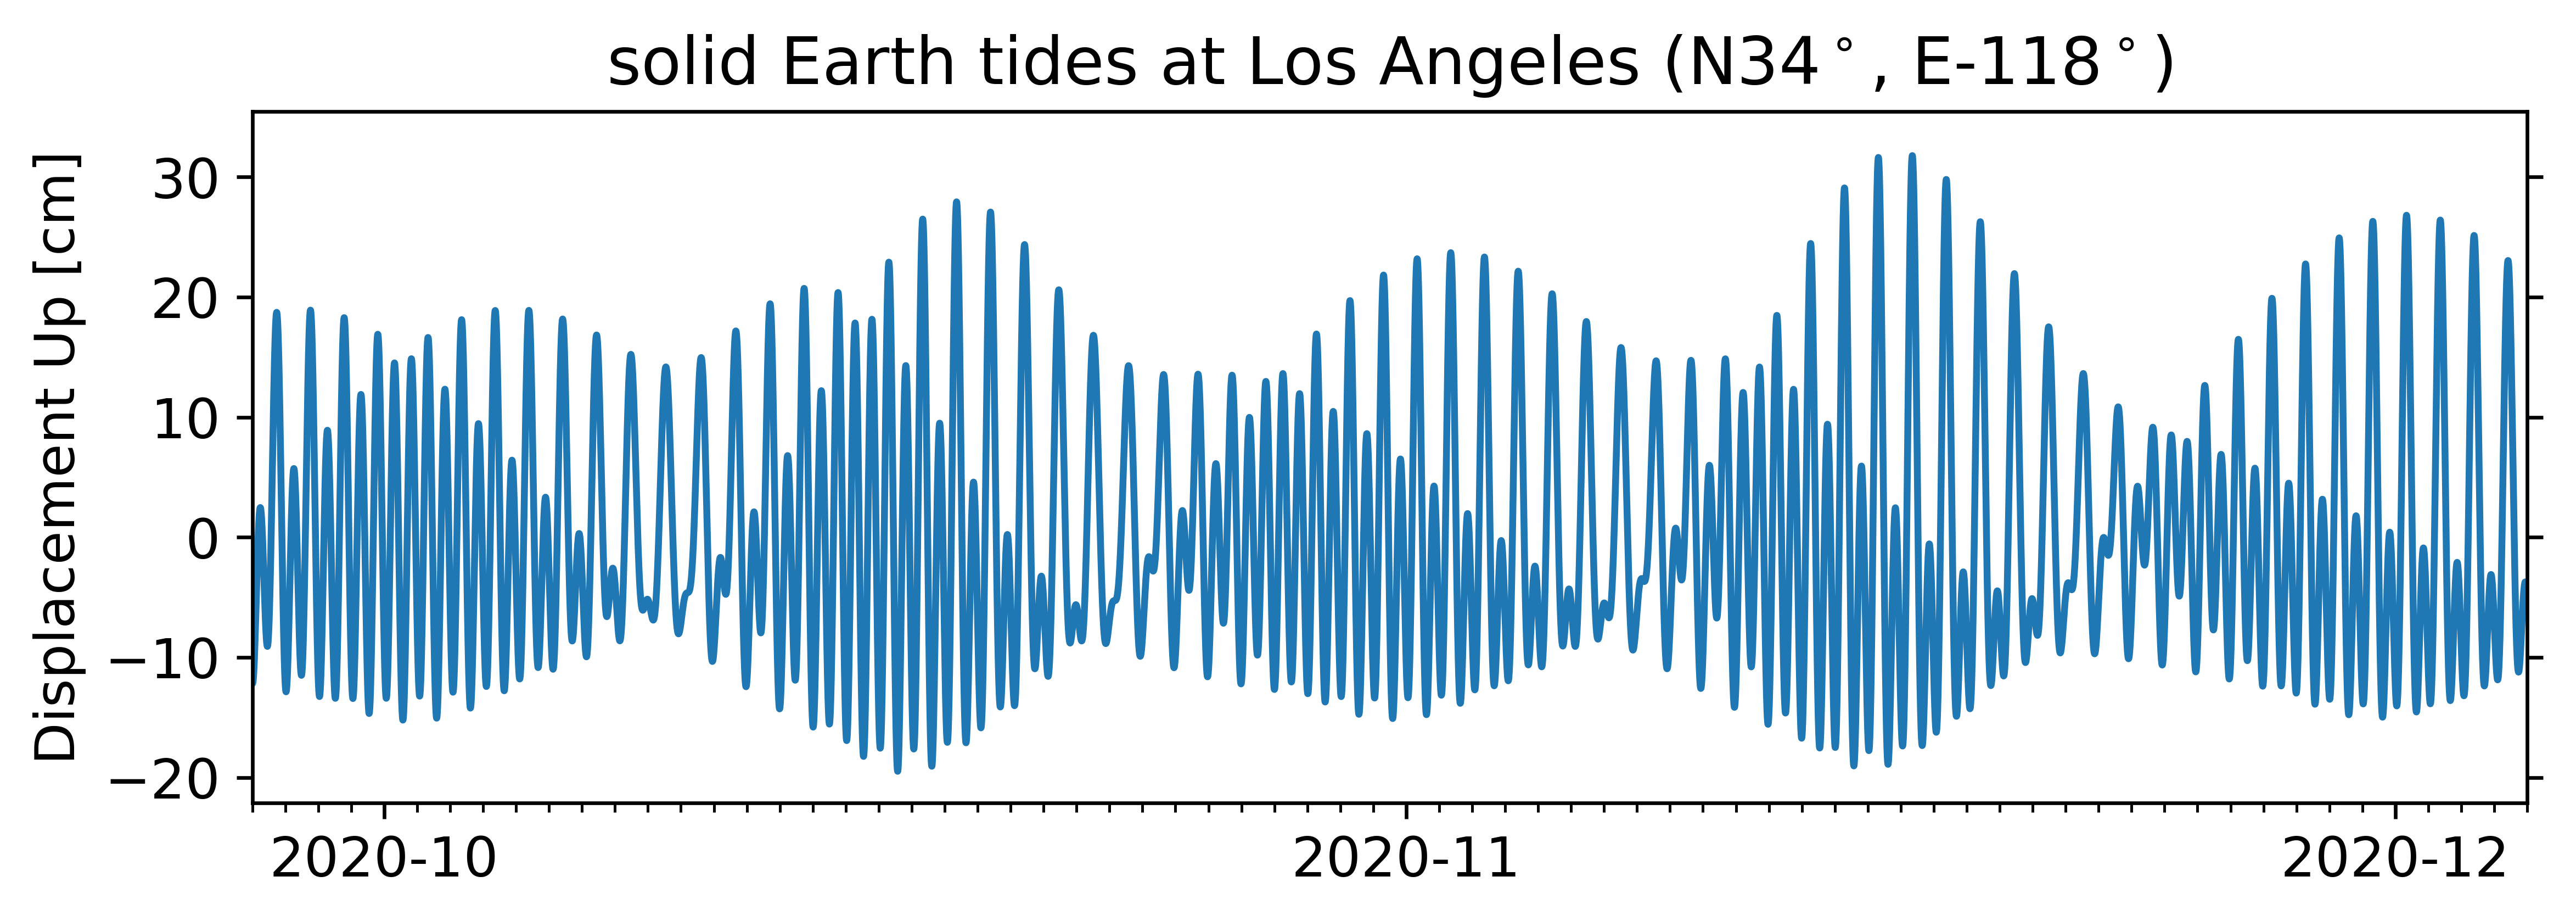 solid Earth tides at Los Angeles (N34°, E-118°)
Displacement Up [cm]
30
20
10
0
−10
−20
2020-10 2020-11 2020-12